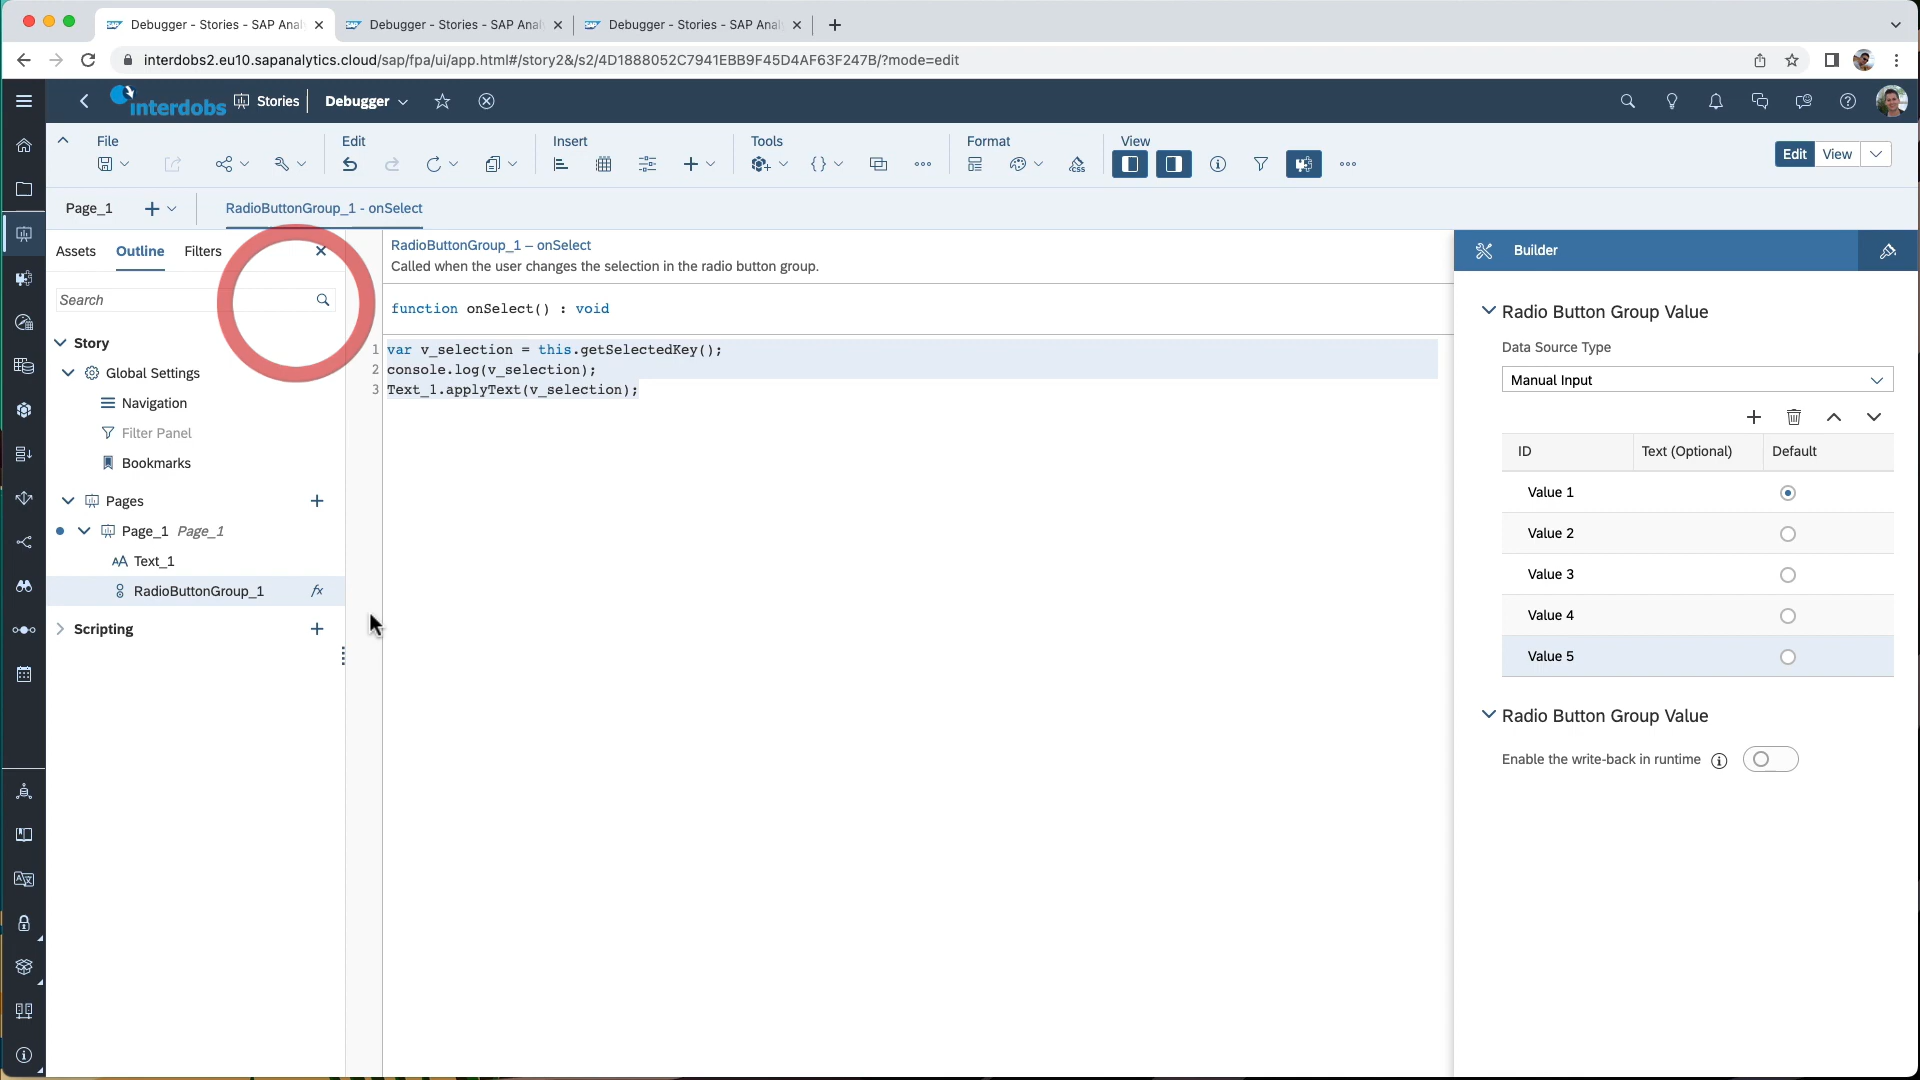 Debugger - Stories - SAP Anal
Debugger - Stories - SAP Anal
Debugger - Stories - SAP Anal
interdobs2.eu10.sapanalytics.cloud/sap/fpa/ui/app.html#/story2&/s2/4D1888052C7941EBB9F45D4AF63F247B/?mode=edit
interdobs
Stories
Debugger
File
Edit
Insert
Tools
Format
View
CSS
Edit
View
Page_1
RadioButtonGroup_1 - onSelect
Assets
Outline
Filters
Search
Story
Global Settings
Navigation
Filter Panel
Bookmarks
Pages
Page_1 Page_1
Text_1
RadioButtonGroup_1
fx
Scripting
RadioButtonGroup_1 – onSelect
Called when the user changes the selection in the radio button group.
function onSelect() : void
1 var v_selection = this.getSelectedKey();
2 console.log(v_selection);
3 Text_1.applyText(v_selection);
Builder
Radio Button Group Value
Data Source Type
Manual Input
ID Text (Optional) Default
Value 1
Value 2
Value 3
Value 4
Value 5
Radio Button Group Value
Enable the write-back in runtime